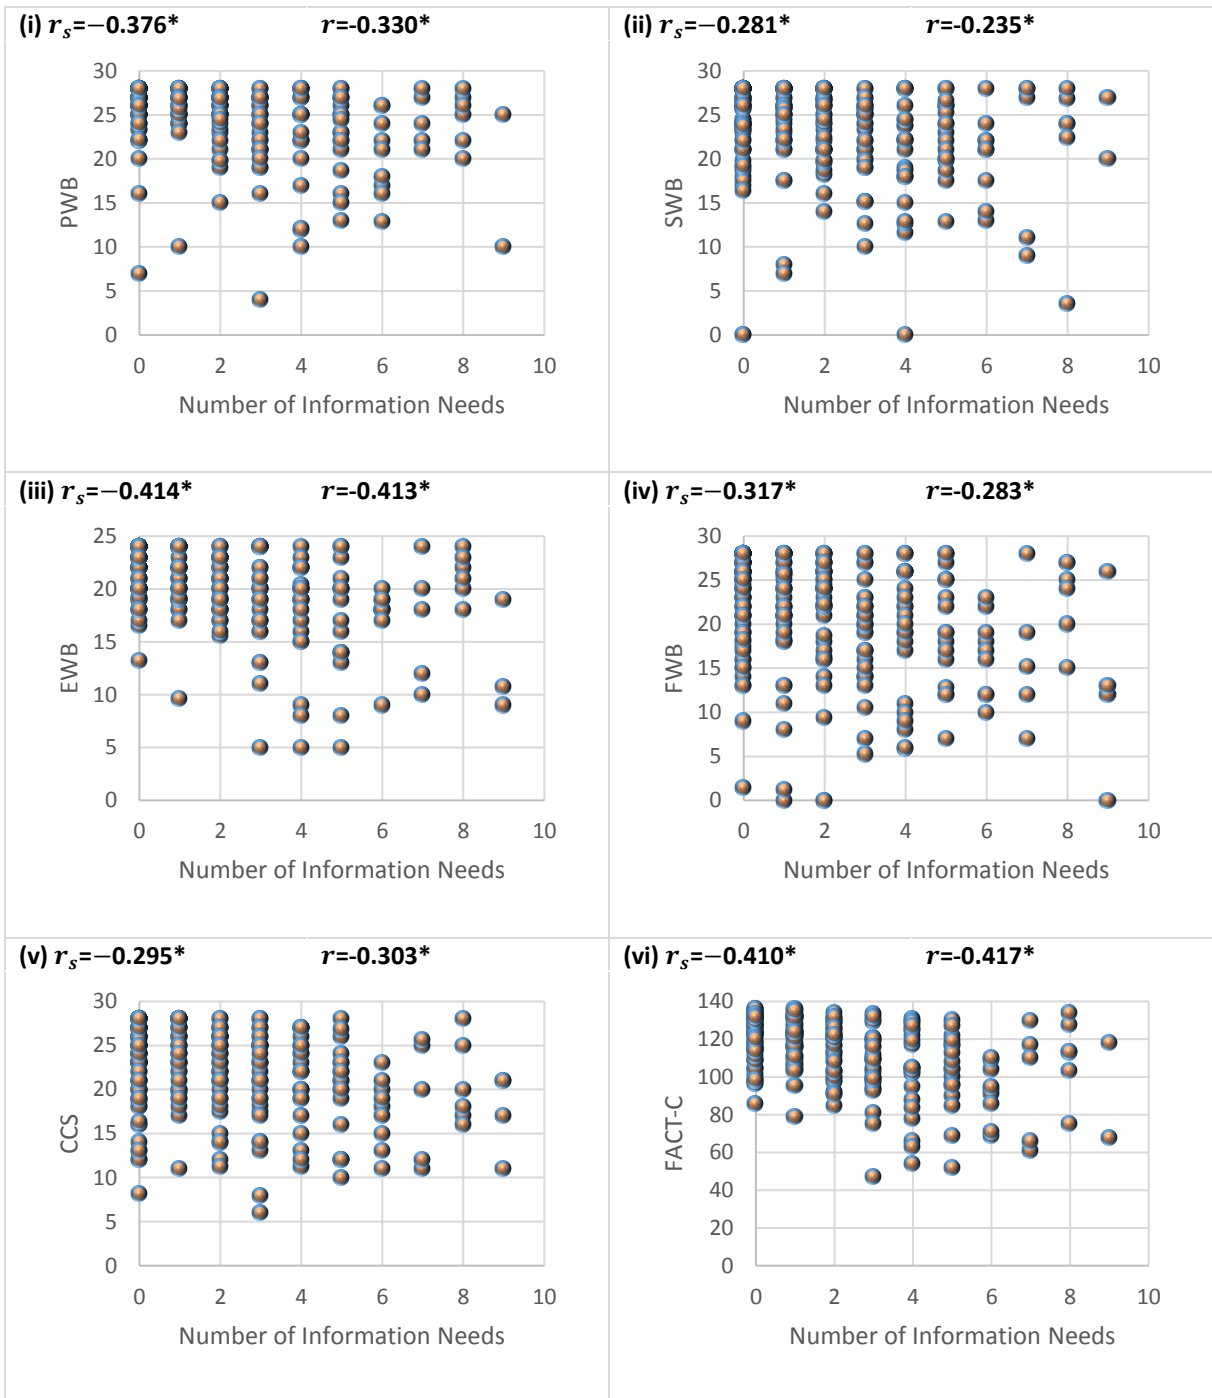 (i) rₛ=−0.376* r=-0.330*
30
25
20
15
10
5
0
PWB
0 2 4 6 8 10
Number of Information Needs
(ii) rₛ=−0.281* r=-0.235*
30
25
20
15
10
5
0
SWB
0 2 4 6 8 10
Number of Information Needs
(iii) rₛ=−0.414* r=-0.413*
25
20
15
10
5
0
EWB
0 2 4 6 8 10
Number of Information Needs
(iv) rₛ=−0.317* r=-0.283*
30
25
20
15
10
5
0
FWB
0 2 4 6 8 10
Number of Information Needs
(v) rₛ=−0.295* r=-0.303*
30
25
20
15
10
5
0
CCS
0 2 4 6 8 10
Number of Information Needs
(vi) rₛ=−0.410* r=-0.417*
140
120
100
80
60
40
20
0
FACT-C
0 2 4 6 8 10
Number of Information Needs